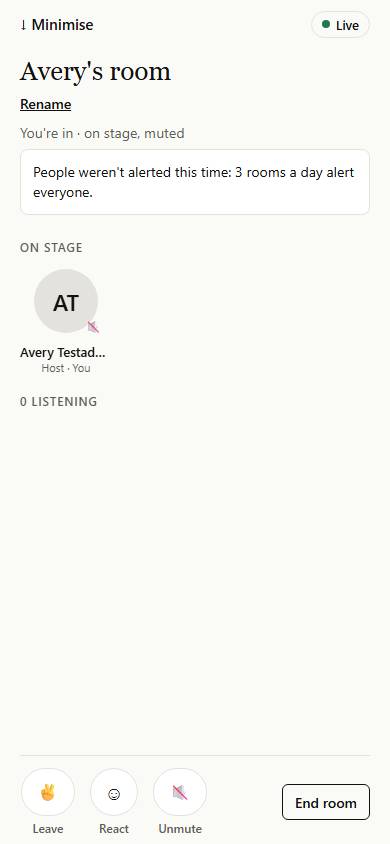 ↓ Minimise
Live
Avery's room
Rename
You're in · on stage, muted
People weren't alerted this time: 3 rooms a day alert
everyone.
ON STAGE
AT
Avery Testad...
Host · You
0 LISTENING
Leave
React
Unmute
End room